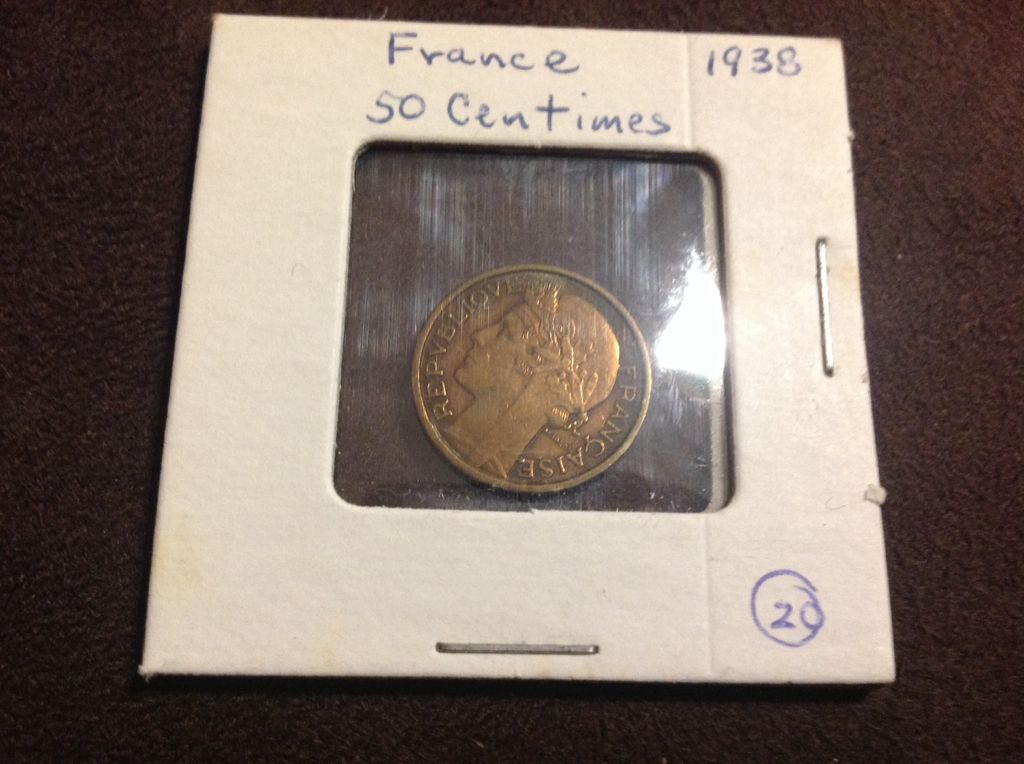 France 1938
50 Centimes
REPVBLIQVE
FRANÇAISE
20